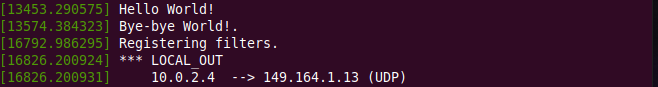 [13453.290575] Hello World!
[13574.384323] Bye-bye World!.
[16792.986295] Registering filters.
[16826.200924] *** LOCAL_OUT
[16826.200931]     10.0.2.4  --> 149.164.1.13 (UDP)